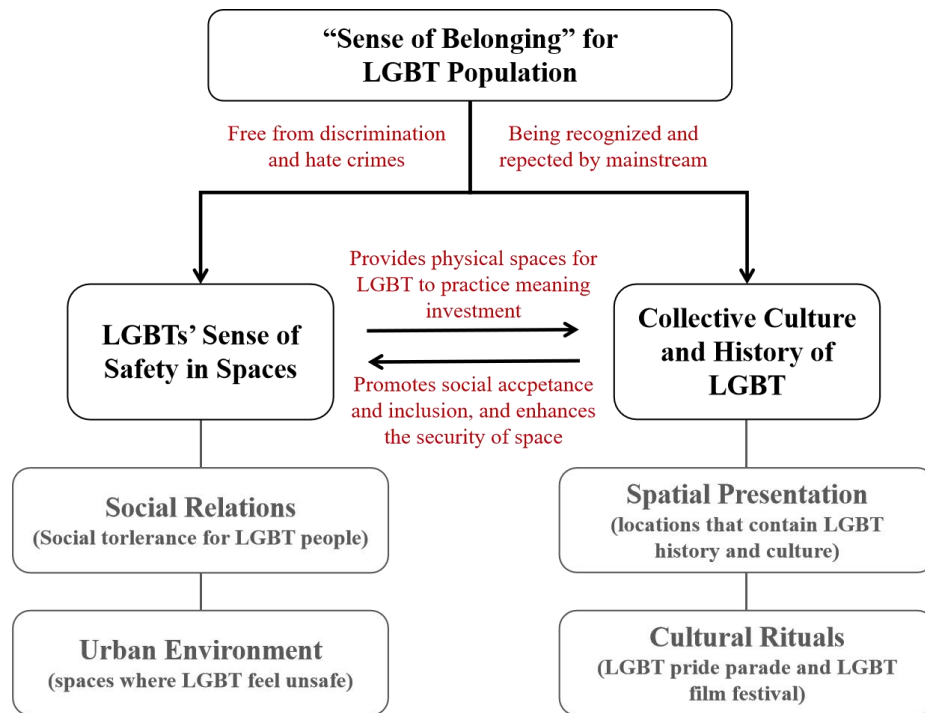 “Sense of Belonging” for
LGBT Population
Free from discrimination
and hate crimes
Being recognized and
repected by mainstream
Provides physical spaces for
LGBT to practice meaning
investment
LGBTs’ Sense of
Safety in Spaces
Collective Culture
and History of
LGBT
Promotes social accpetance
and inclusion, and enhances
the security of space
Social Relations
(Social torlerance for LGBT people)
Spatial Presentation
(locations that contain LGBT
history and culture)
Urban Environment
(spaces where LGBT feel unsafe)
Cultural Rituals
(LGBT pride parade and LGBT
film festival)